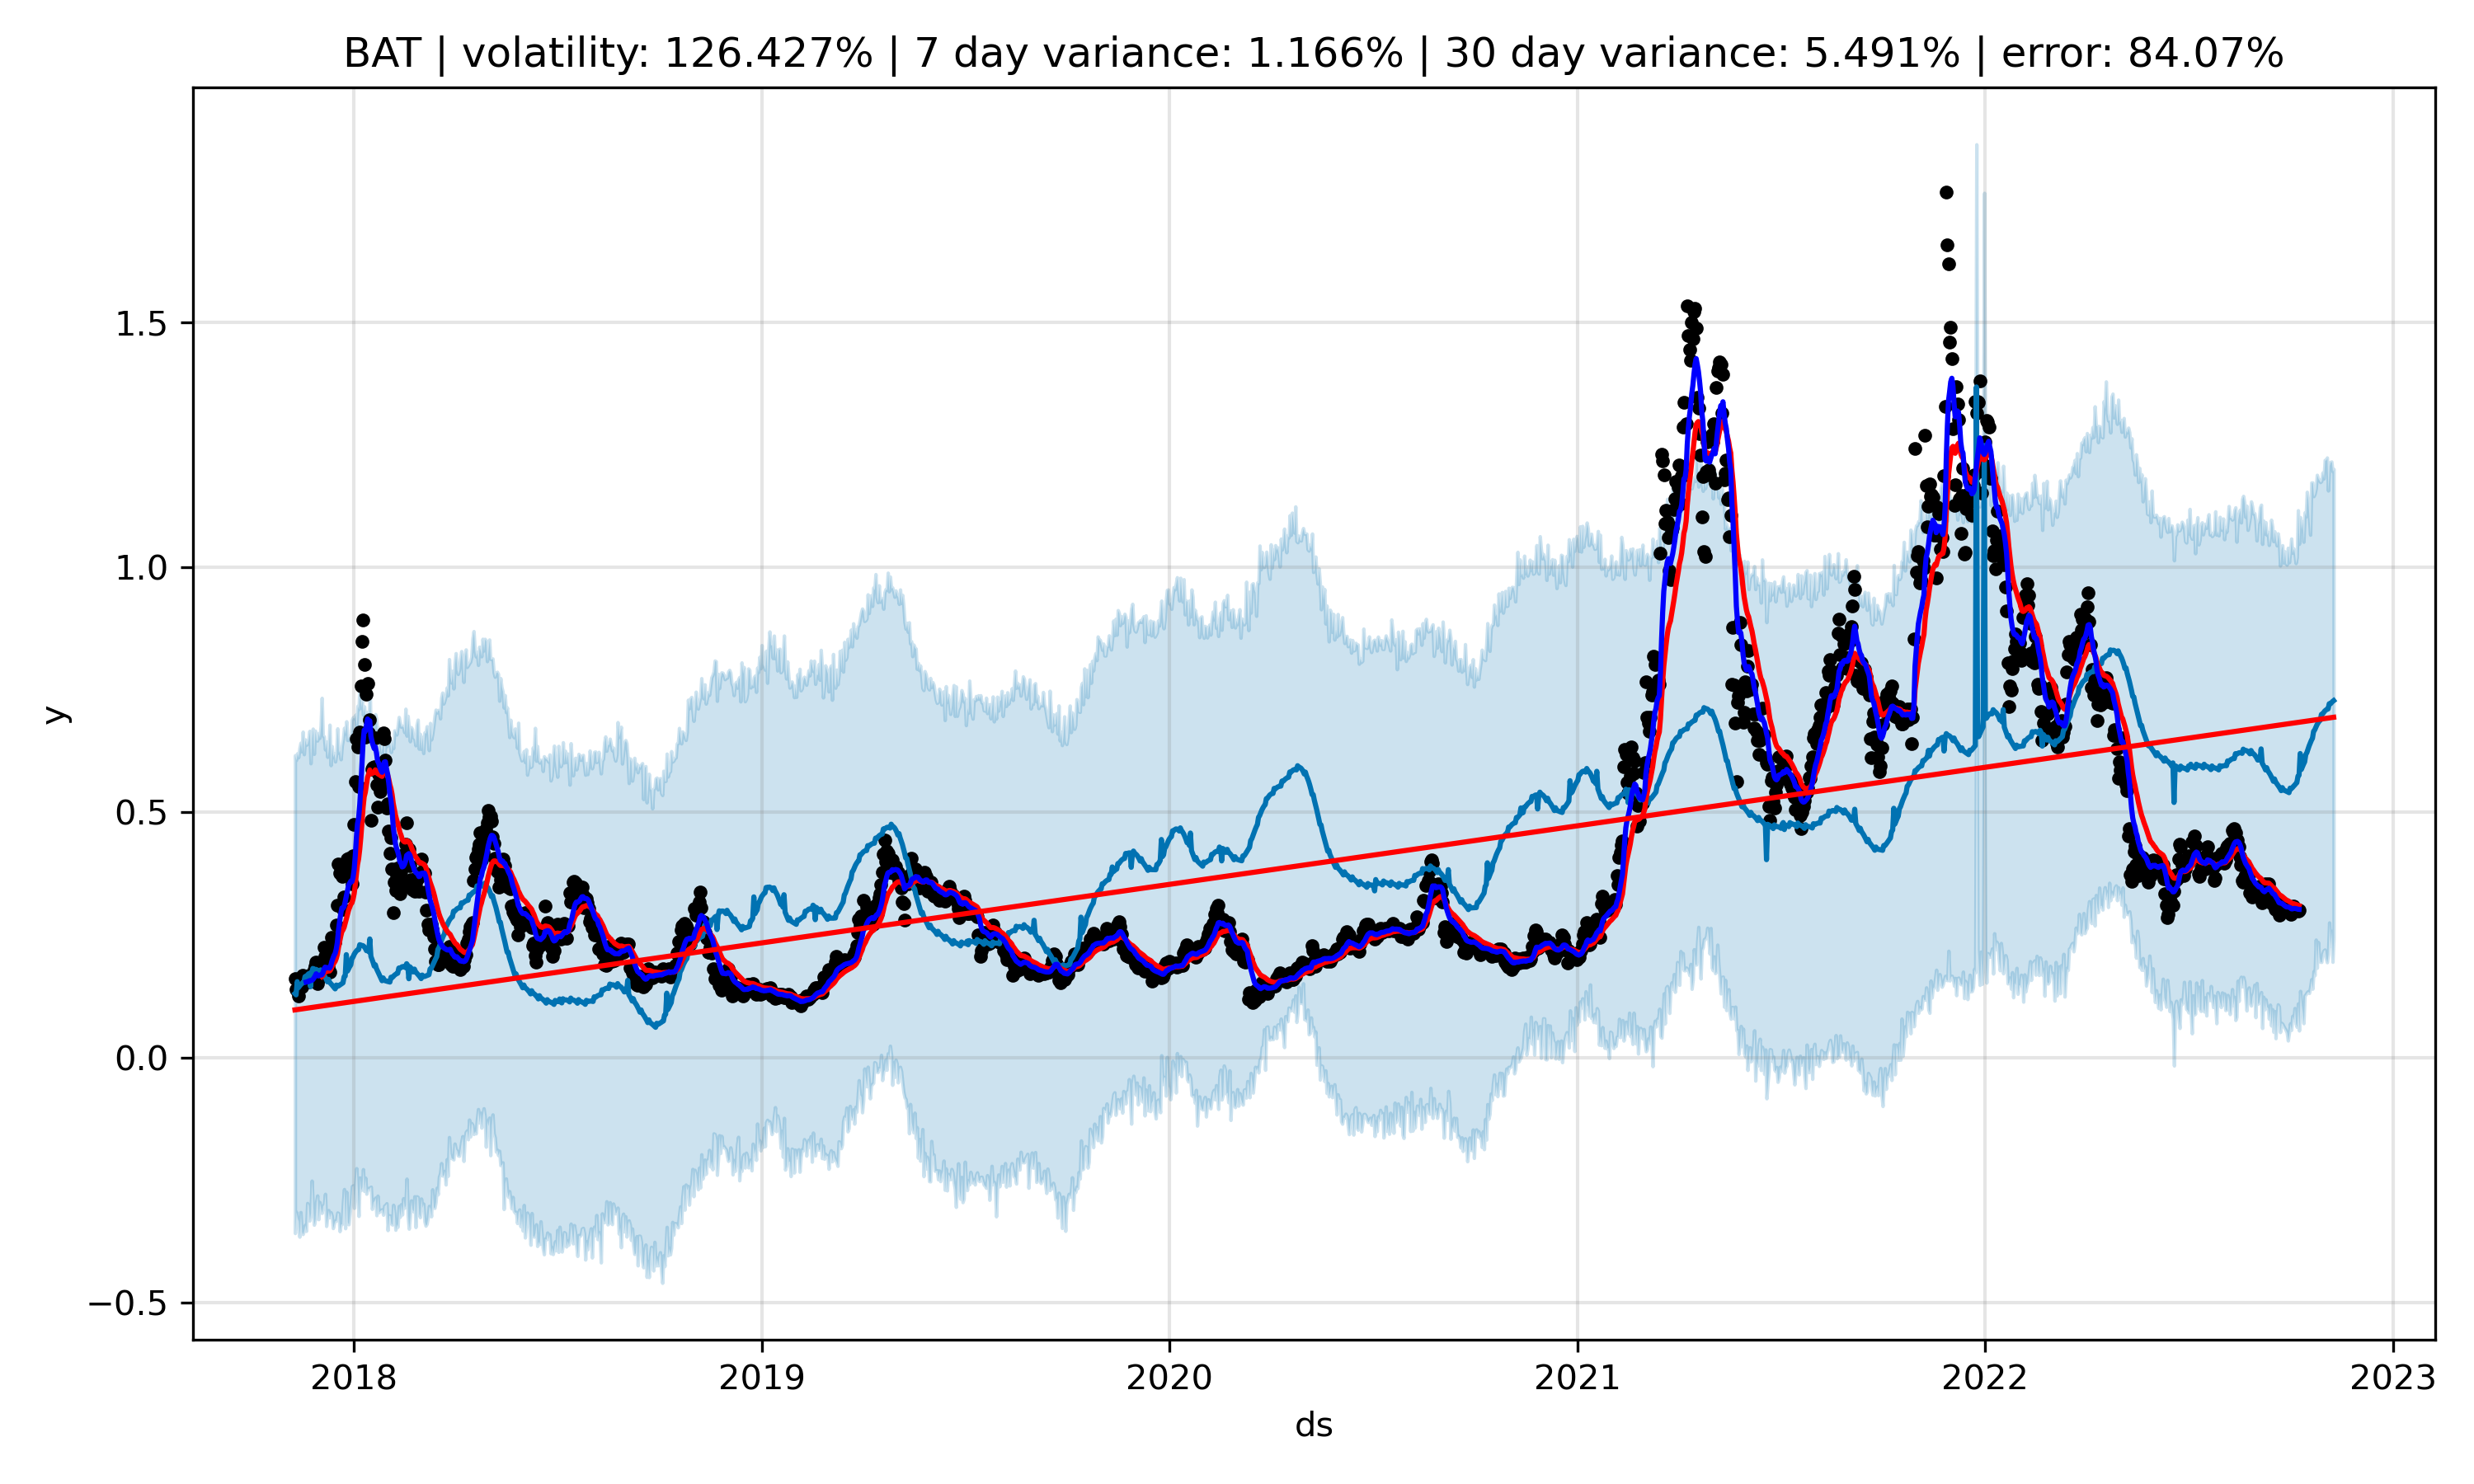 BAT | volatility: 126.427% | 7 day variance: 1.166% | 30 day variance: 5.491% | error: 84.07%
y
1.5
1.0
0.5
0.0
−0.5
2018 2019 2020 2021 2022 2023
ds